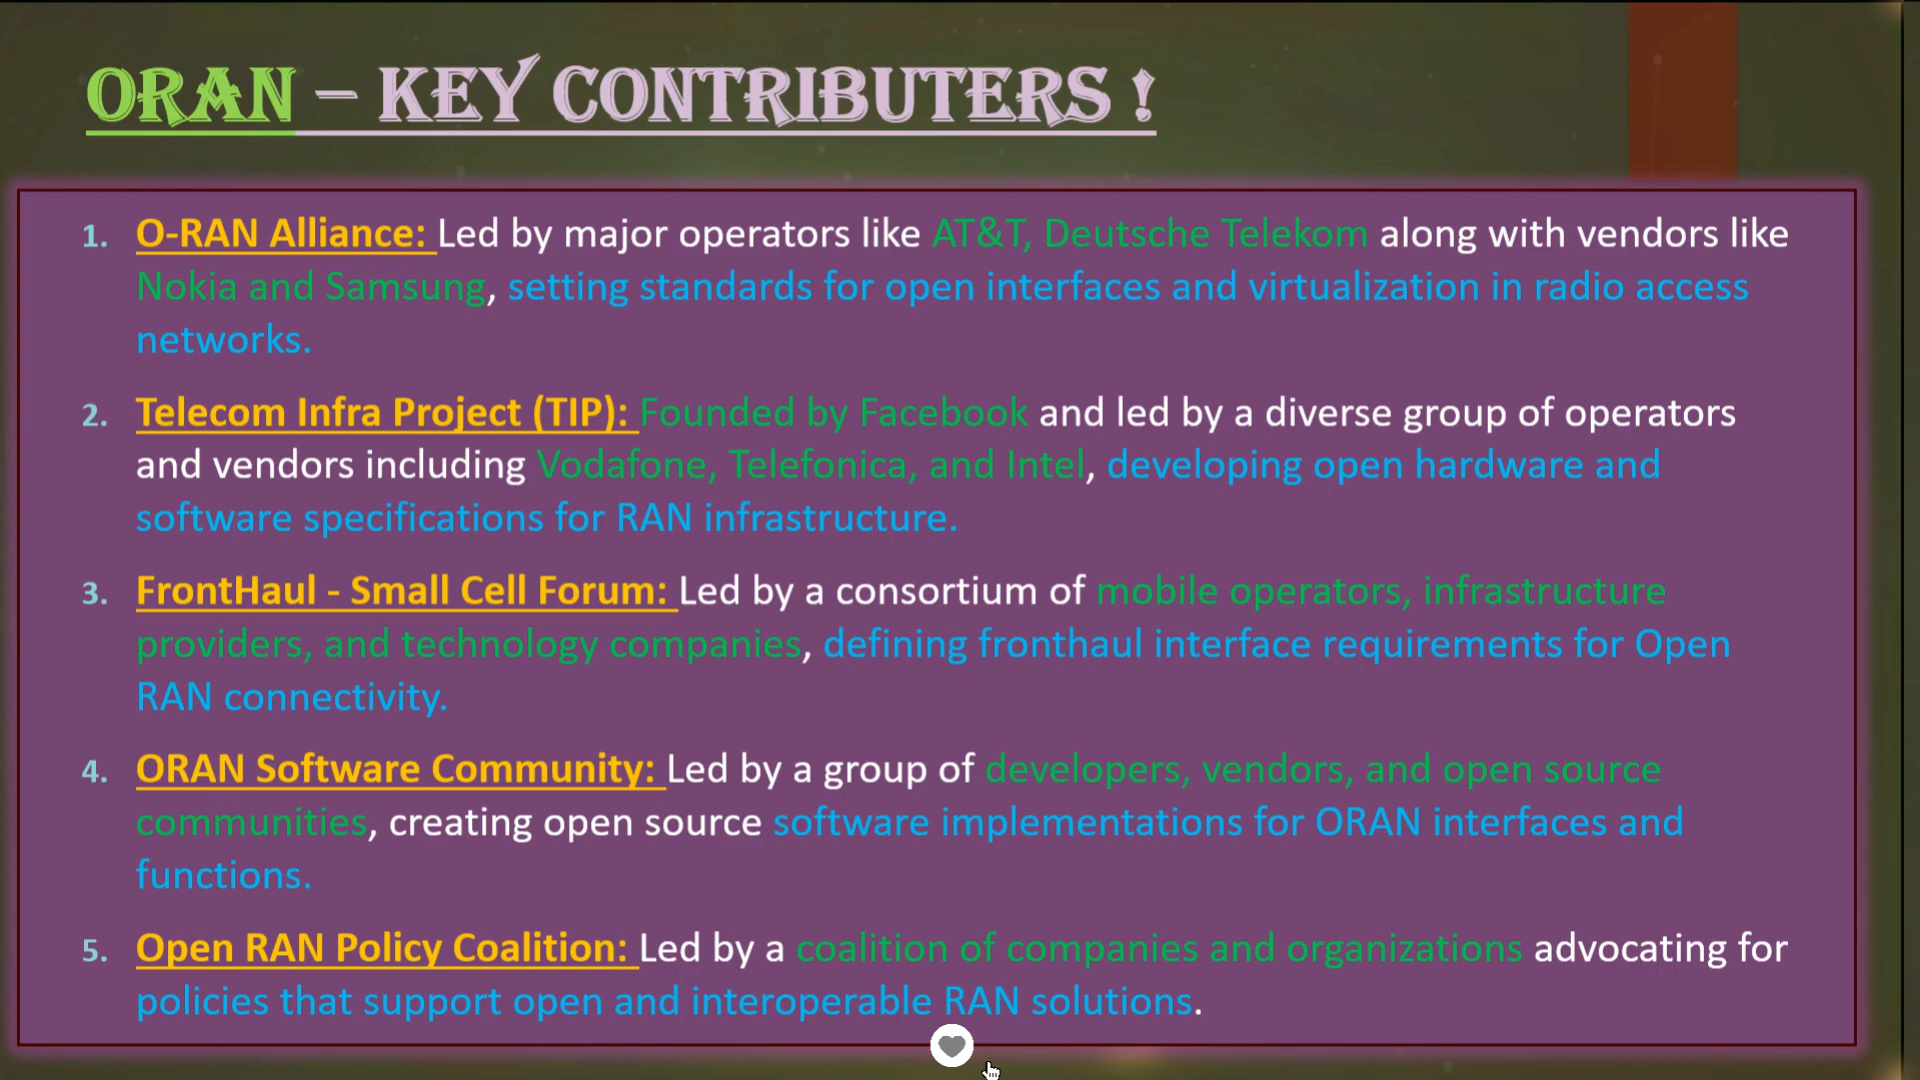 ORAN – KEY CONTRIBUTERS !
1. O-RAN Alliance: Led by major operators like AT&T, Deutsche Telekom along with vendors like
Nokia and Samsung, setting standards for open interfaces and virtualization in radio access
networks.
2. Telecom Infra Project (TIP): Founded by Facebook and led by a diverse group of operators
and vendors including Vodafone, Telefonica, and Intel, developing open hardware and
software specifications for RAN infrastructure.
3. FrontHaul - Small Cell Forum: Led by a consortium of mobile operators, infrastructure
providers, and technology companies, defining fronthaul interface requirements for Open
RAN connectivity.
4. ORAN Software Community: Led by a group of developers, vendors, and open source
communities, creating open source software implementations for ORAN interfaces and
functions.
5. Open RAN Policy Coalition: Led by a coalition of companies and organizations advocating for
policies that support open and interoperable RAN solutions.